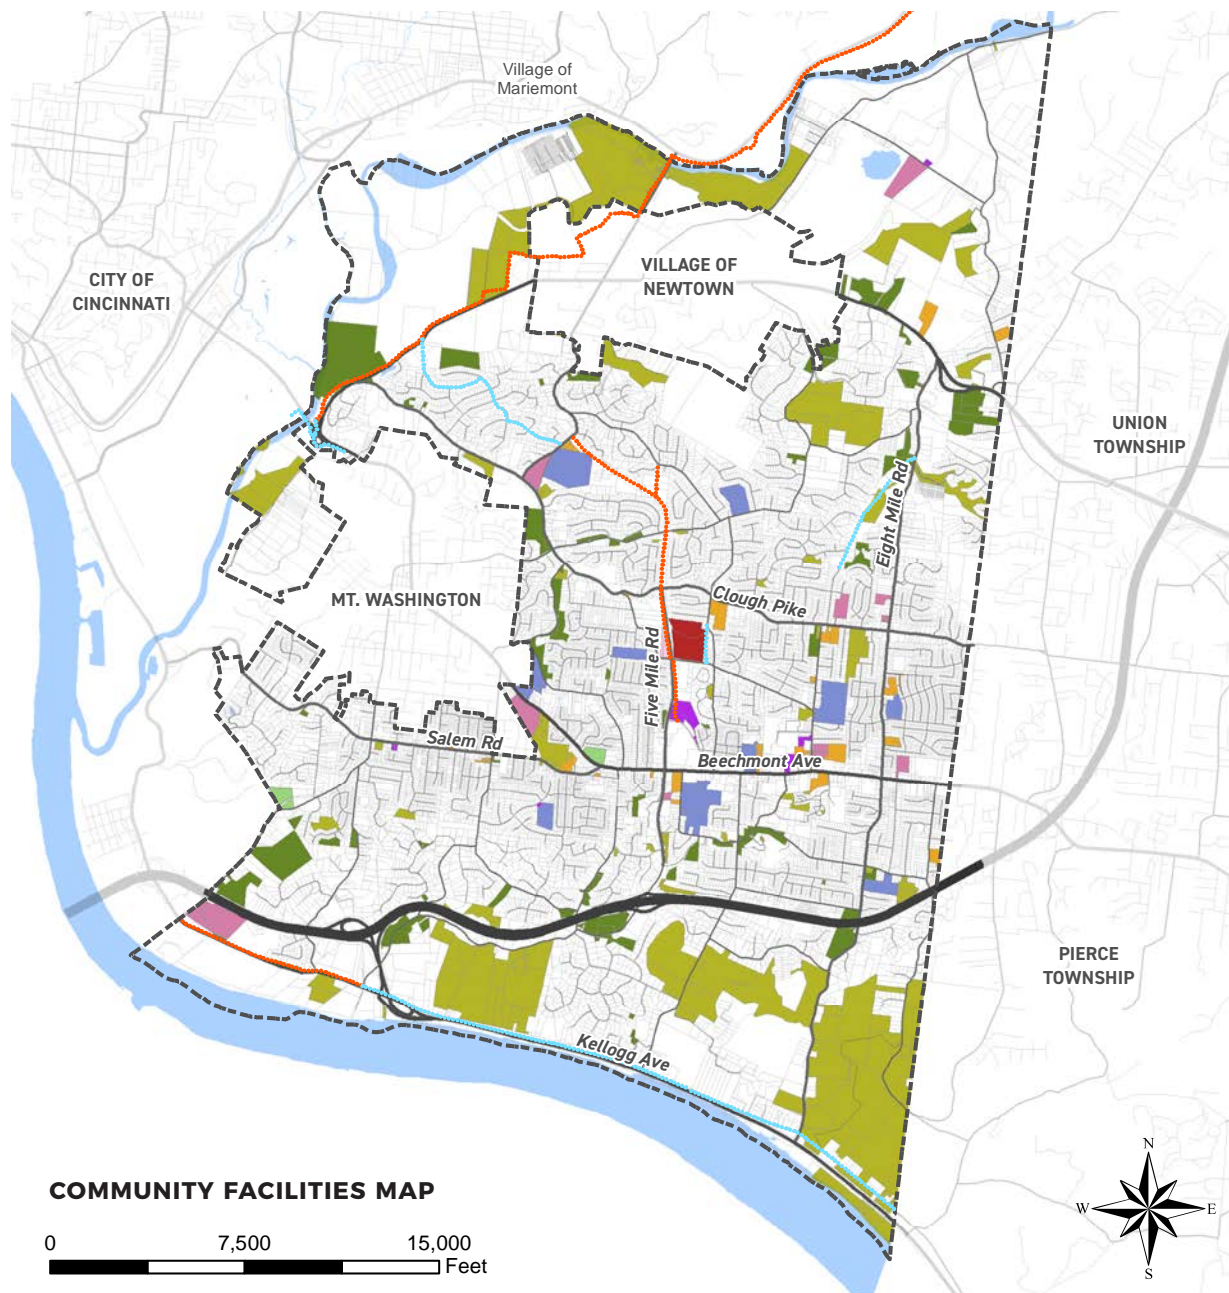 Village of
Mariemont
CITY OF
CINCINNATI
VILLAGE OF
NEWTOWN
UNION
TOWNSHIP
Eight Mile Rd
MT. WASHINGTON
Clough Pike
Five Mile Rd
Salem Rd
Beechmont Ave
PIERCE
TOWNSHIP
Kellogg Ave
COMMUNITY FACILITIES MAP
0 7,500 15,000
Feet
N
W E
S